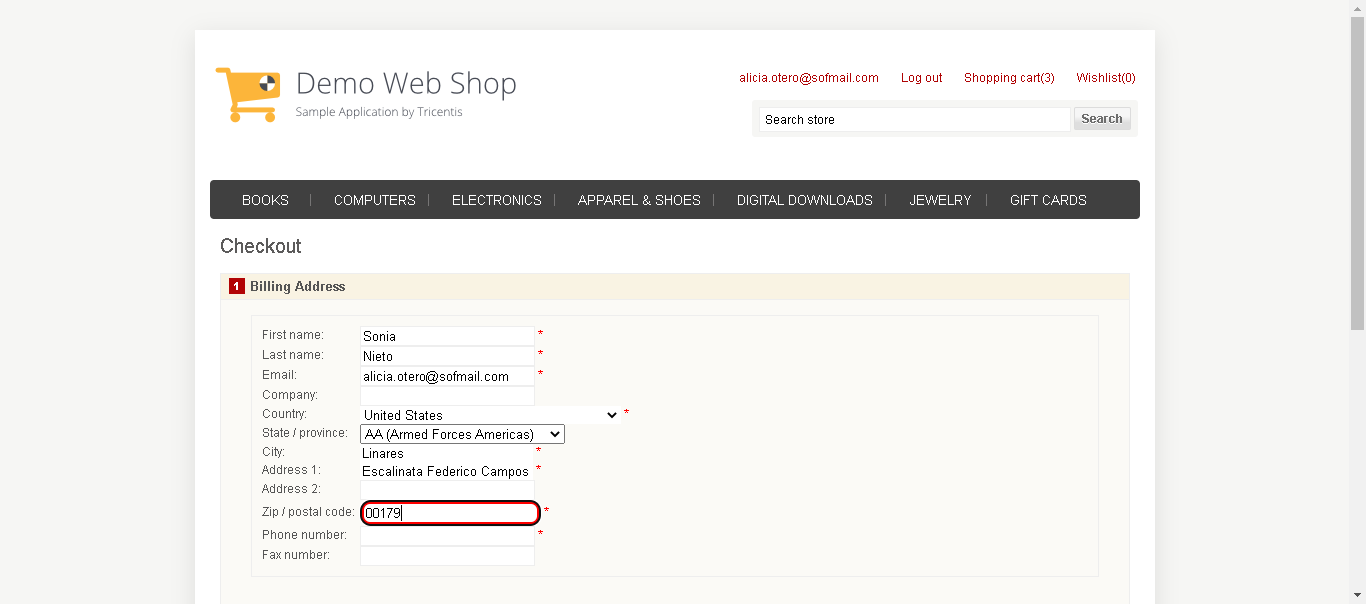 Demo Web Shop
Sample Application by Tricentis
alicia.otero@sofmail.com Log out Shopping cart(3) Wishlist(0)
Search store Search
BOOKS COMPUTERS ELECTRONICS APPAREL & SHOES DIGITAL DOWNLOADS JEWELRY GIFT CARDS
Checkout
1 Billing Address
First name: Sonia *
Last name: Nieto *
Email: alicia.otero@sofmail.com *
Company:
Country: United States *
State / province: AA (Armed Forces Americas)
City: Linares *
Address 1: Escalinata Federico Campos *
Address 2:
Zip / postal code: 00179 *
Phone number: *
Fax number: